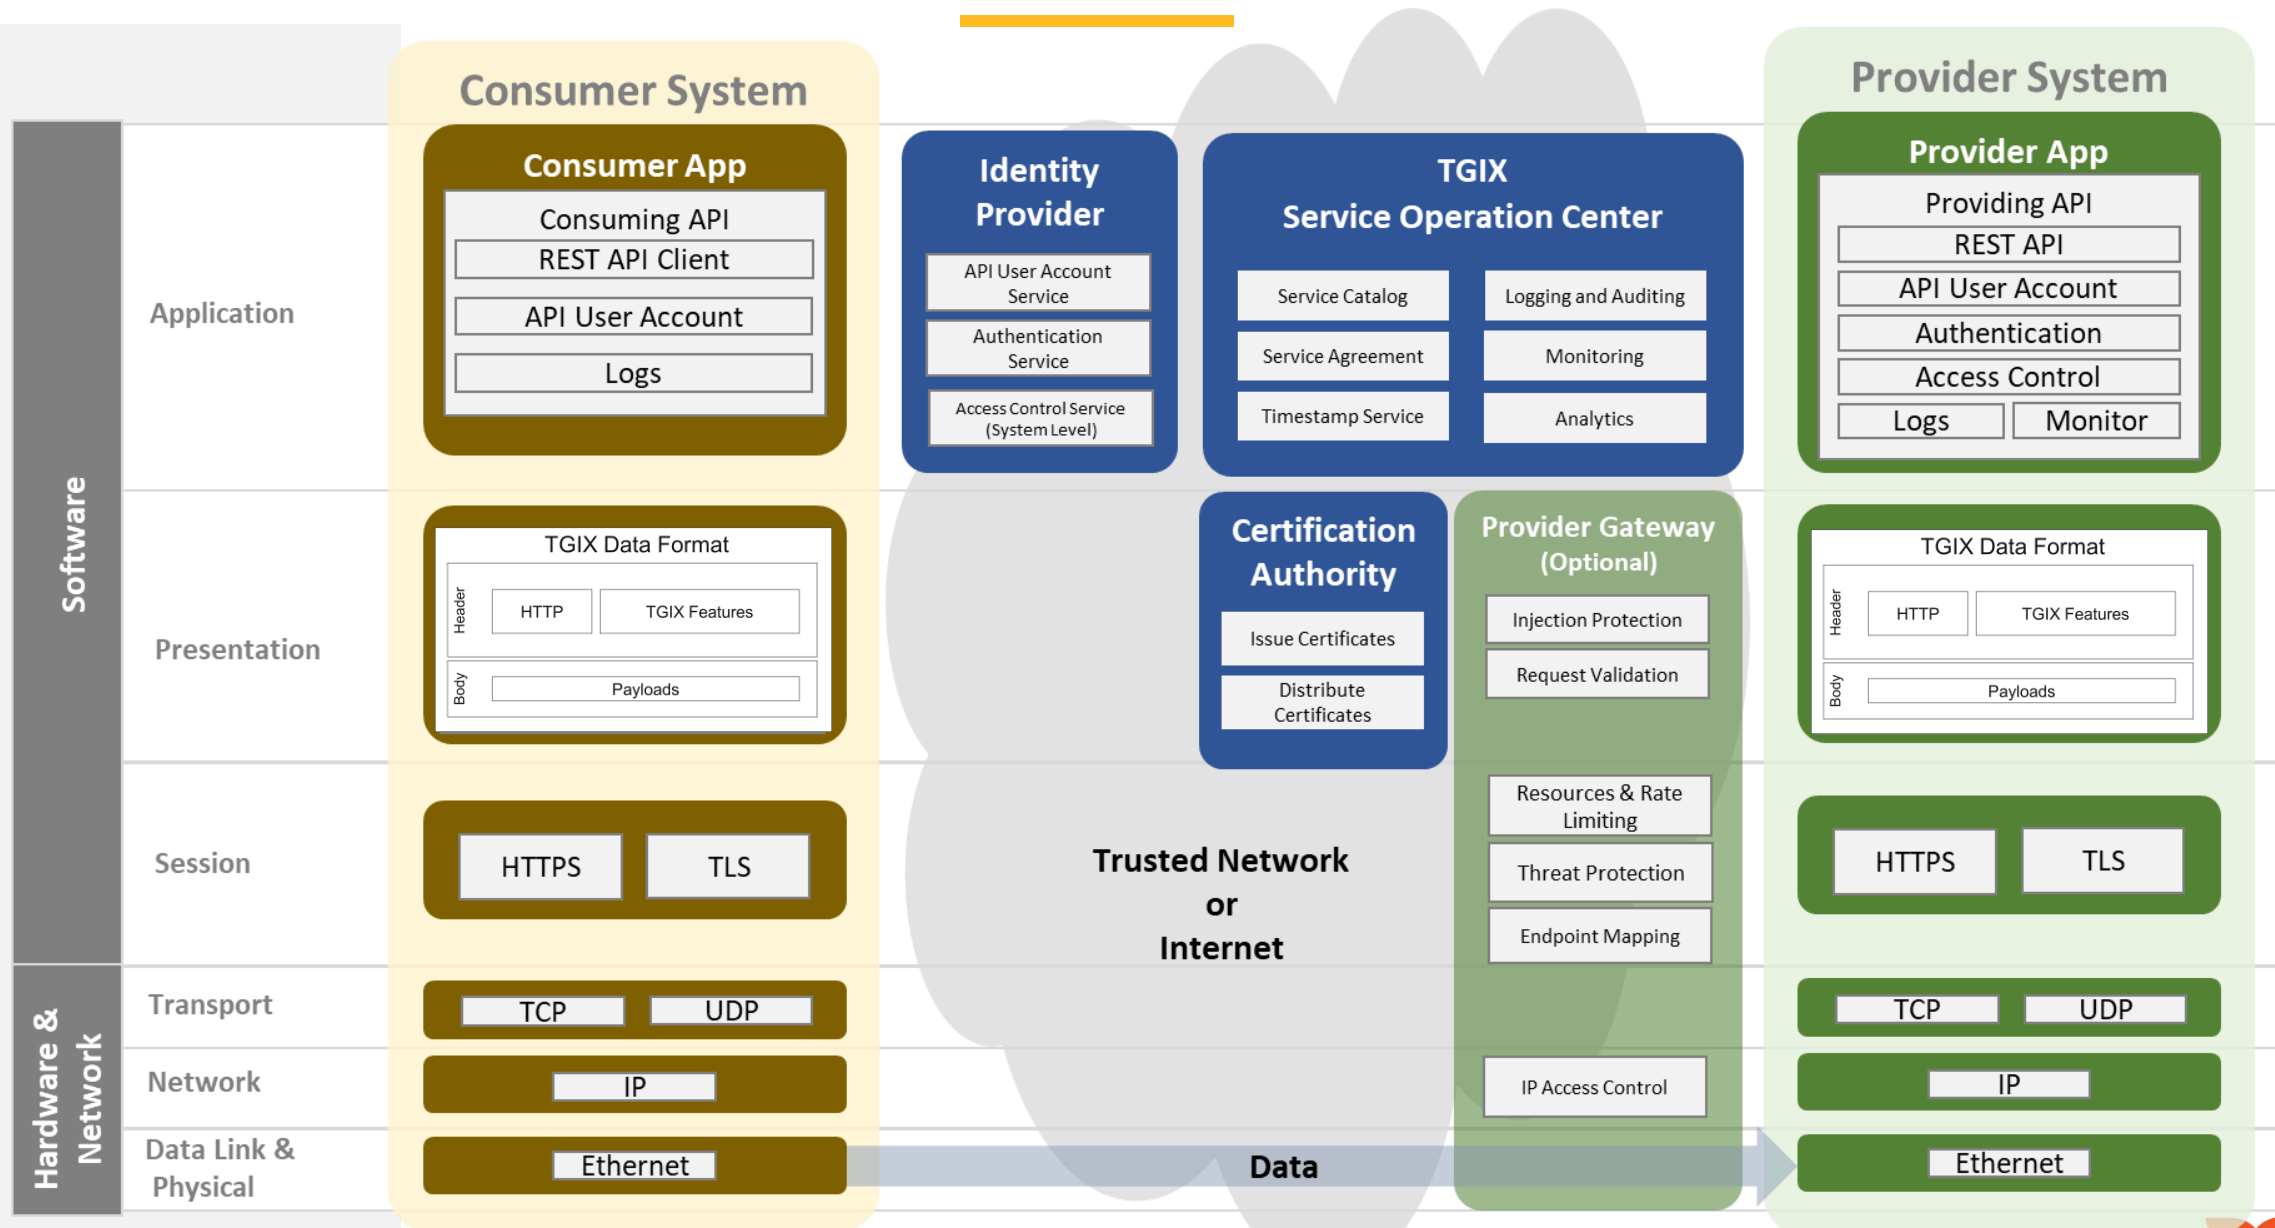 Consumer System
Provider System
Software
Hardware &
Network
Application
Presentation
Session
Transport
Network
Data Link &
Physical
Consumer App
Consuming API
REST API Client
API User Account
Logs
TGIX Data Format
Header
HTTP
TGIX Features
Body
Payloads
HTTPS
TLS
TCP
UDP
IP
Ethernet
Identity
Provider
API User Account
Service
Authentication
Service
Access Control Service
(System Level)
TGIX
Service Operation Center
Service Catalog
Logging and Auditing
Service Agreement
Monitoring
Timestamp Service
Analytics
Certification
Authority
Issue Certificates
Distribute
Certificates
Provider Gateway
(Optional)
Injection Protection
Request Validation
Resources & Rate
Limiting
Threat Protection
Endpoint Mapping
IP Access Control
Trusted Network
or
Internet
Data
Provider App
Providing API
REST API
API User Account
Authentication
Access Control
Logs
Monitor
TGIX Data Format
Header
HTTP
TGIX Features
Body
Payloads
HTTPS
TLS
TCP
UDP
IP
Ethernet